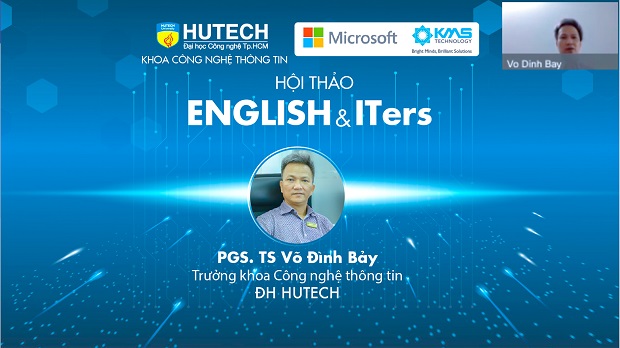 HUTECH
Đại học Công nghệ Tp.HCM
KHOA CÔNG NGHỆ THÔNG TIN
Microsoft
KMS
TECHNOLOGY
Bright Minds, Brilliant Solutions
Vo Dinh Bay
HỘI THẢO
ENGLISH & ITers
PGS. TS Võ Đình Bảy
Trưởng khoa Công nghệ thông tin
ĐH HUTECH